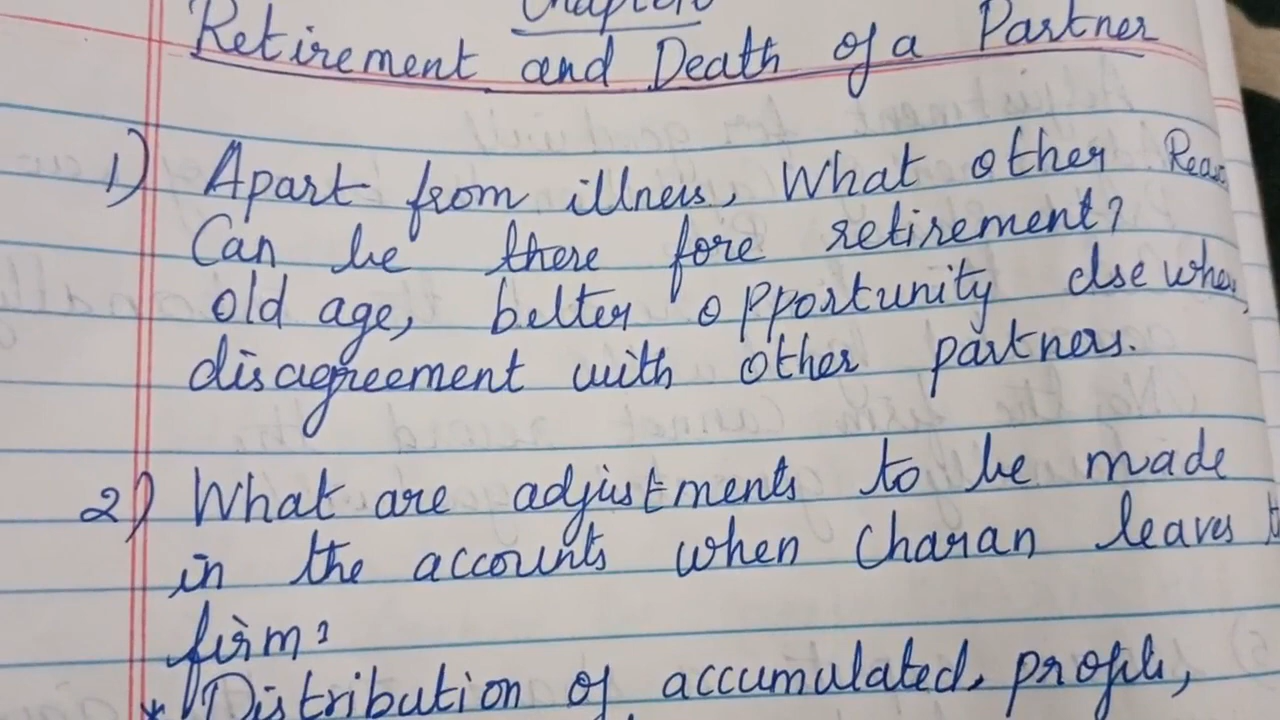 Retirement and Death of a Partner
1) Apart from illness, What other
Can be there fore retirement?
old age, better opportunity
disagreement with other partners.
2) What are adjustments to be made
in the accounts when Charan leaves
firm?
* Distribution of accumulated, profits,